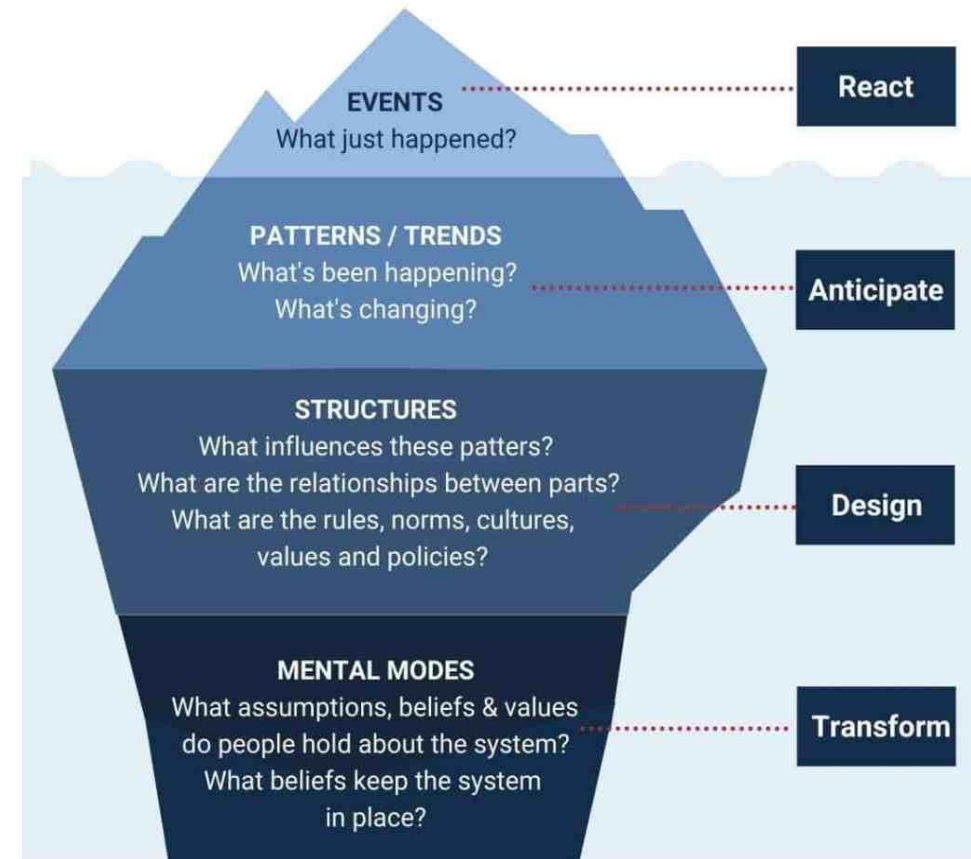 EVENTS
What just happened?
React
PATTERNS / TRENDS
What's been happening?
What's changing?
Anticipate
STRUCTURES
What influences these patters?
What are the relationships between parts?
What are the rules, norms, cultures,
values and policies?
Design
MENTAL MODES
What assumptions, beliefs & values
do people hold about the system?
What beliefs keep the system
in place?
Transform